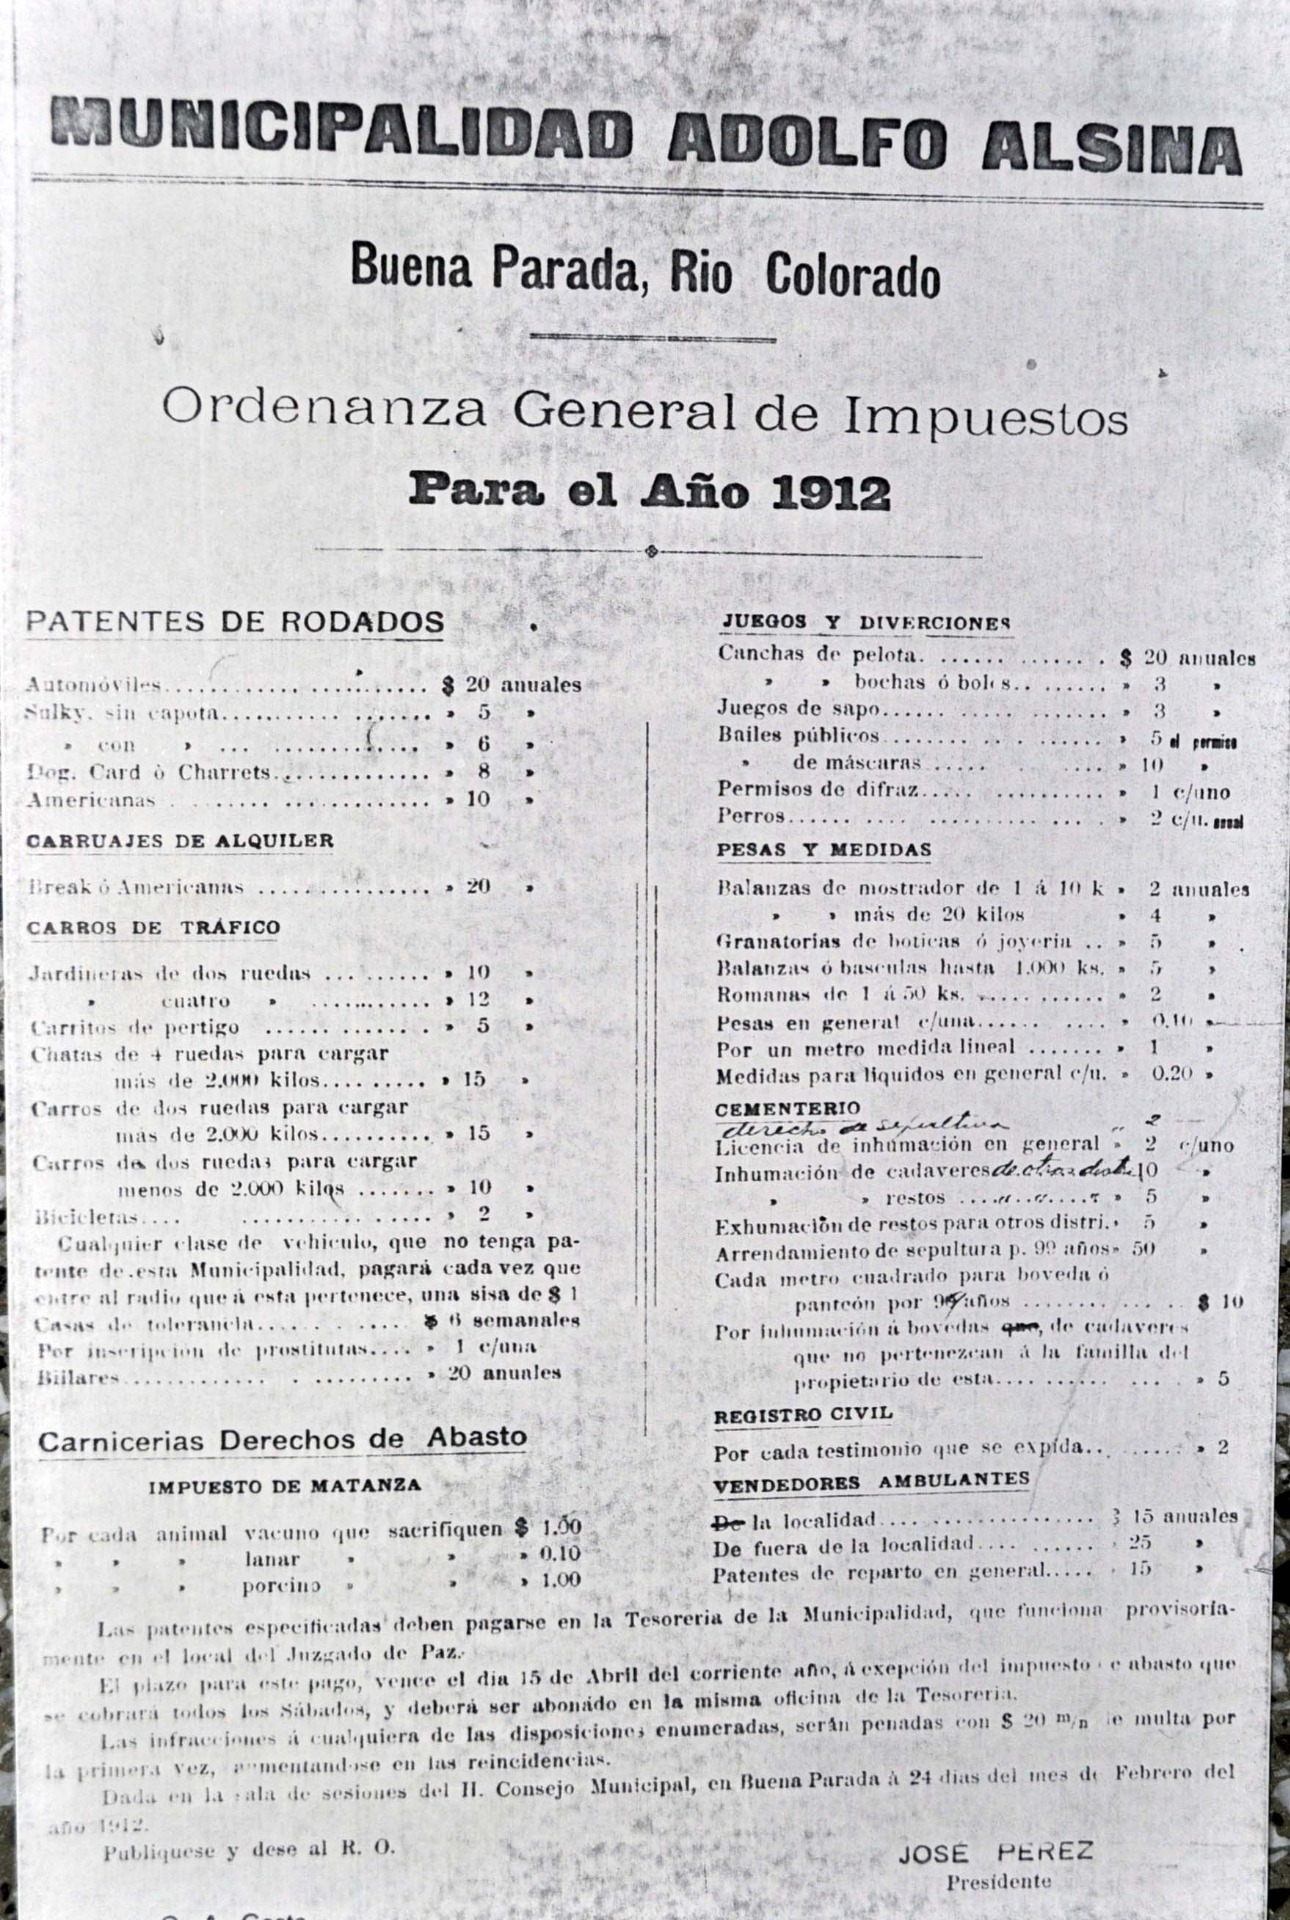 MUNICIPALIDAD ADOLFO ALSINA
Buena Parada, Rio Colorado
Ordenanza General de Impuestos
Para el Año 1912
PATENTES DE RODADOS
Automóviles........................... $ 20 anuales
Sulky. sin capota..................... » 5 »
» con » ... .................... » 6 »
Dog. Card ò Charrets................. » 8 »
Americanas . ........ ............... » 10 »
CARRUAJES DE ALQUILER
Break ó Americanas .................. » 20 »
CARROS DE TRÁFICO
Jardineras de dos ruedas ............ » 10 »
» cuatro » ............ » 12 »
Carritos de pertigo ................. » 5 »
Chatas de 4 ruedas para cargar
más de 2.000 kilos.... ...... » 15 »
Carros de dos ruedas para cargar
más de 2.000 kilos.......... » 15 »
Carros de dos ruedas para cargar
menos de 2.000 kilos ....... » 10 »
Bicicletas.... .................. » 2 »
Cualquier clase de vehiculo, que no tenga pa-
tente de esta Municipalidad, pagará cada vez que
entre al radio que á esta pertenece, una sisa de $ 1
Casas de tolerancia... . . ..... $ 6 semanales
Por inscripción de prostitutas.... » 1 c/una
Billares............ . ......... » 20 anuales
Carnicerias Derechos de Abasto
IMPUESTO DE MATANZA
Por cada animal vacuno que sacrifiquen $ 1.00
» » » lanar » » » 0.10
» » » porcino » » » 1.00
JUEGOS Y DIVERCIONES
Canchas de pelota. ...... ...... . $ 20 anuales
» » bochas ó bolos.. ...... » 3 »
Juegos de sapo...... ........... » 3 »
Bailes públicos........ ........ » 5 el permiso
» de máscaras..... .... » 10 »
Permisos de difraz.... .......... » 1 c/uno
Perros...... .... ............ . » 2 c/u. anual
PESAS Y MEDIDAS
Balanzas de mostrador de 1 á 10 k » 2 anuales
» » más de 20 kilos » 4 »
Granatorias de boticas ó joyeria .. » 5 »
Balanzas ó basculas hasta 1.000 ks. » 5 »
Romanas de 1 á 50 ks. ........... » 2 »
Pesas en general c/una...... .... » 0.10 »
Por un metro medida lineal ....... » 1 »
Medidas para liquidos en general c/u. » 0.20 »
CEMENTERIO
derecho de sepultura „ 2
Licencia de inhumación en general » 2 c/uno
Inhumación de cadaveres de otros 10 »
» » restos .... » 5 »
Exhumación de restos para otros distri. » 5 »
Arrendamiento de sepultura p. 99 años » 50 »
Cada metro cuadrado para boveda ó
panteón por 99 años ........ ... . $ 10
Por inhumación á bovedas que, de cadaveres
que no pertenezcan á la familla del
propietario de esta.... ...... ... . » 5
REGISTRO CIVIL
Por cada testimonio que se expida.. ....... » 2
VENDEDORES AMBULANTES
De la localidad.... ................ $ 15 anuales
De fuera de la localidad.... ...... » 25 »
Patentes de reparto en general..... » 15 »
Las patentes especificadas deben pagarse en la Tesoreria de la Municipalidad, que funciona provisoria-
mente en el local del Juzgado de Paz.
El plazo para este pago, vence el dia 15 de Abril del corriente año, á exepción del impuesto e abasto que
se cobrará todos los Sábados, y deberá ser abonádo en la misma oficina de la Tesoreria.
Las infracciones á cualquiera de las disposiciones enumeradas, serán penadas con $ 20 m/n de multa por
la primera vez, aumentandose en las reincidencias.
Dada en la sala de sesiones del H. Consejo Municipal, en Buena Parada á 24 dias del mes de Febrero del
año 1912.
Publiquese y dese al R. O.
JOSÉ PEREZ
Presidente